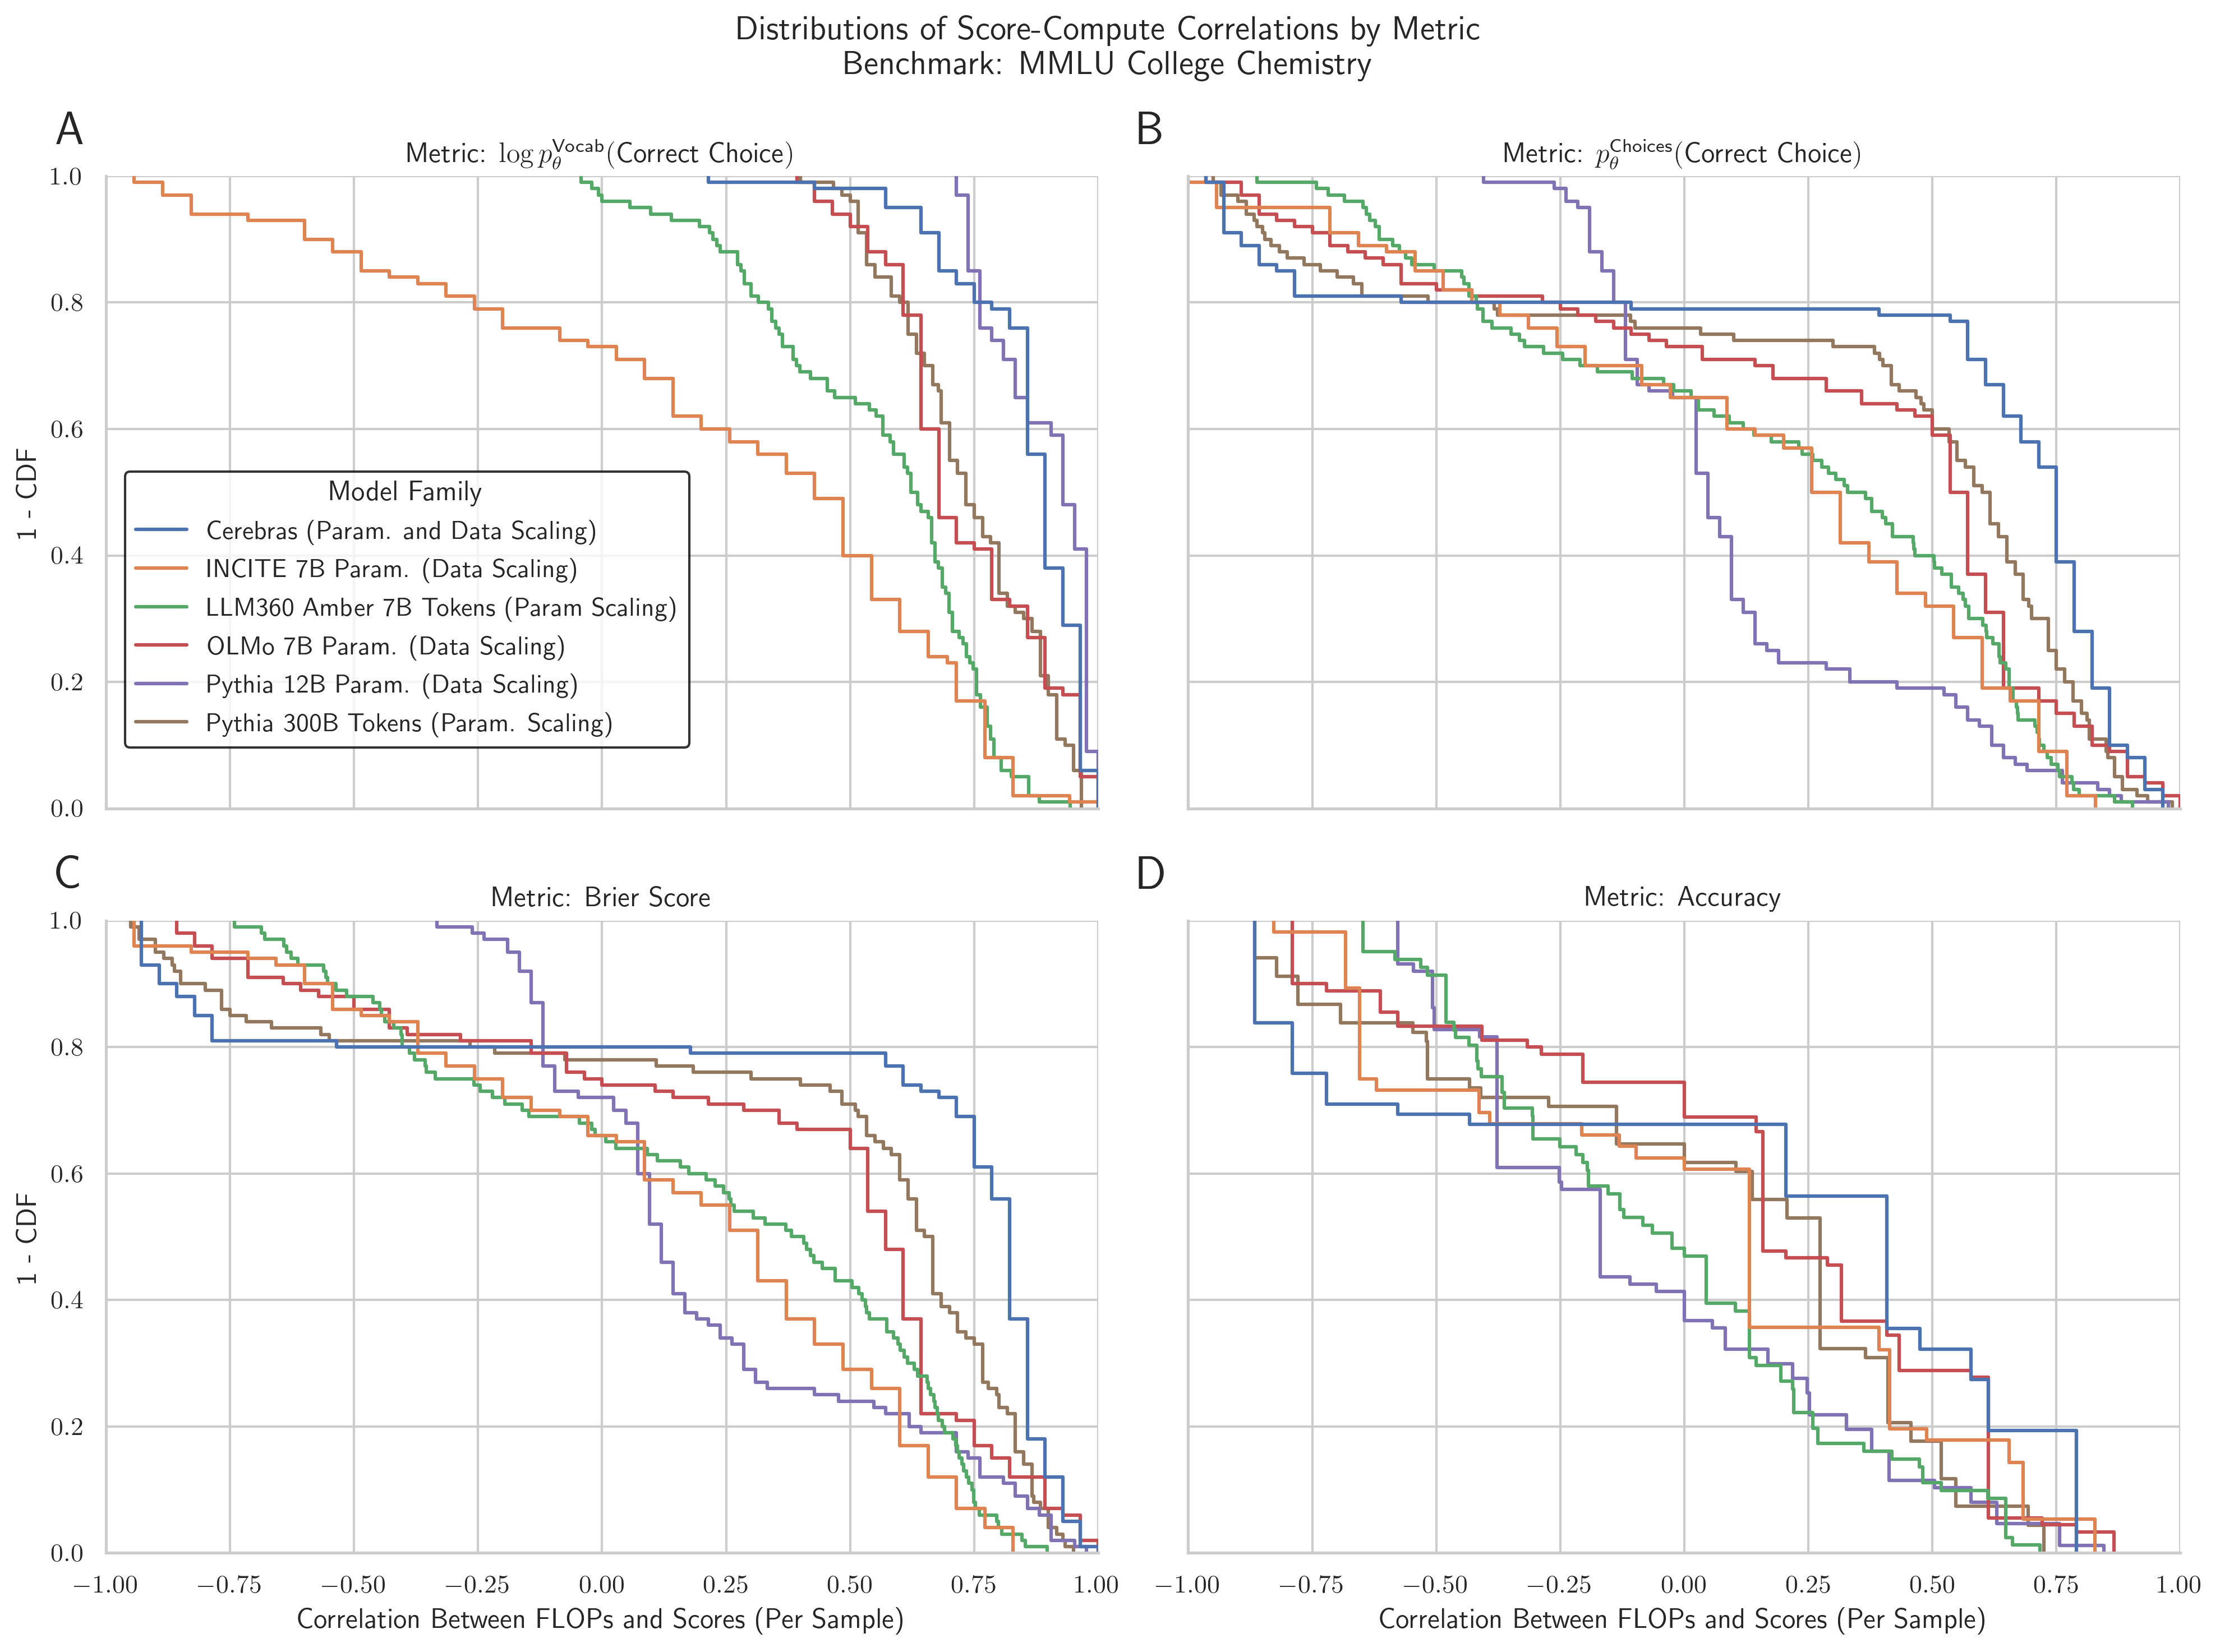 Distributions of Score-Compute Correlations by Metric
Benchmark: MMLU College Chemistry
A
Metric: log p_θ^Vocab(Correct Choice)
1.0
0.8
0.6
0.4
0.2
0.0
1 - CDF
Model Family
Cerebras (Param. and Data Scaling)
INCITE 7B Param. (Data Scaling)
LLM360 Amber 7B Tokens (Param Scaling)
OLMo 7B Param. (Data Scaling)
Pythia 12B Param. (Data Scaling)
Pythia 300B Tokens (Param. Scaling)
B
Metric: p_θ^Choices(Correct Choice)
C
Metric: Brier Score
1.0
0.8
0.6
0.4
0.2
0.0
1 - CDF
−1.00 −0.75 −0.50 −0.25 0.00 0.25 0.50 0.75 1.00
Correlation Between FLOPs and Scores (Per Sample)
D
Metric: Accuracy
−1.00 −0.75 −0.50 −0.25 0.00 0.25 0.50 0.75 1.00
Correlation Between FLOPs and Scores (Per Sample)